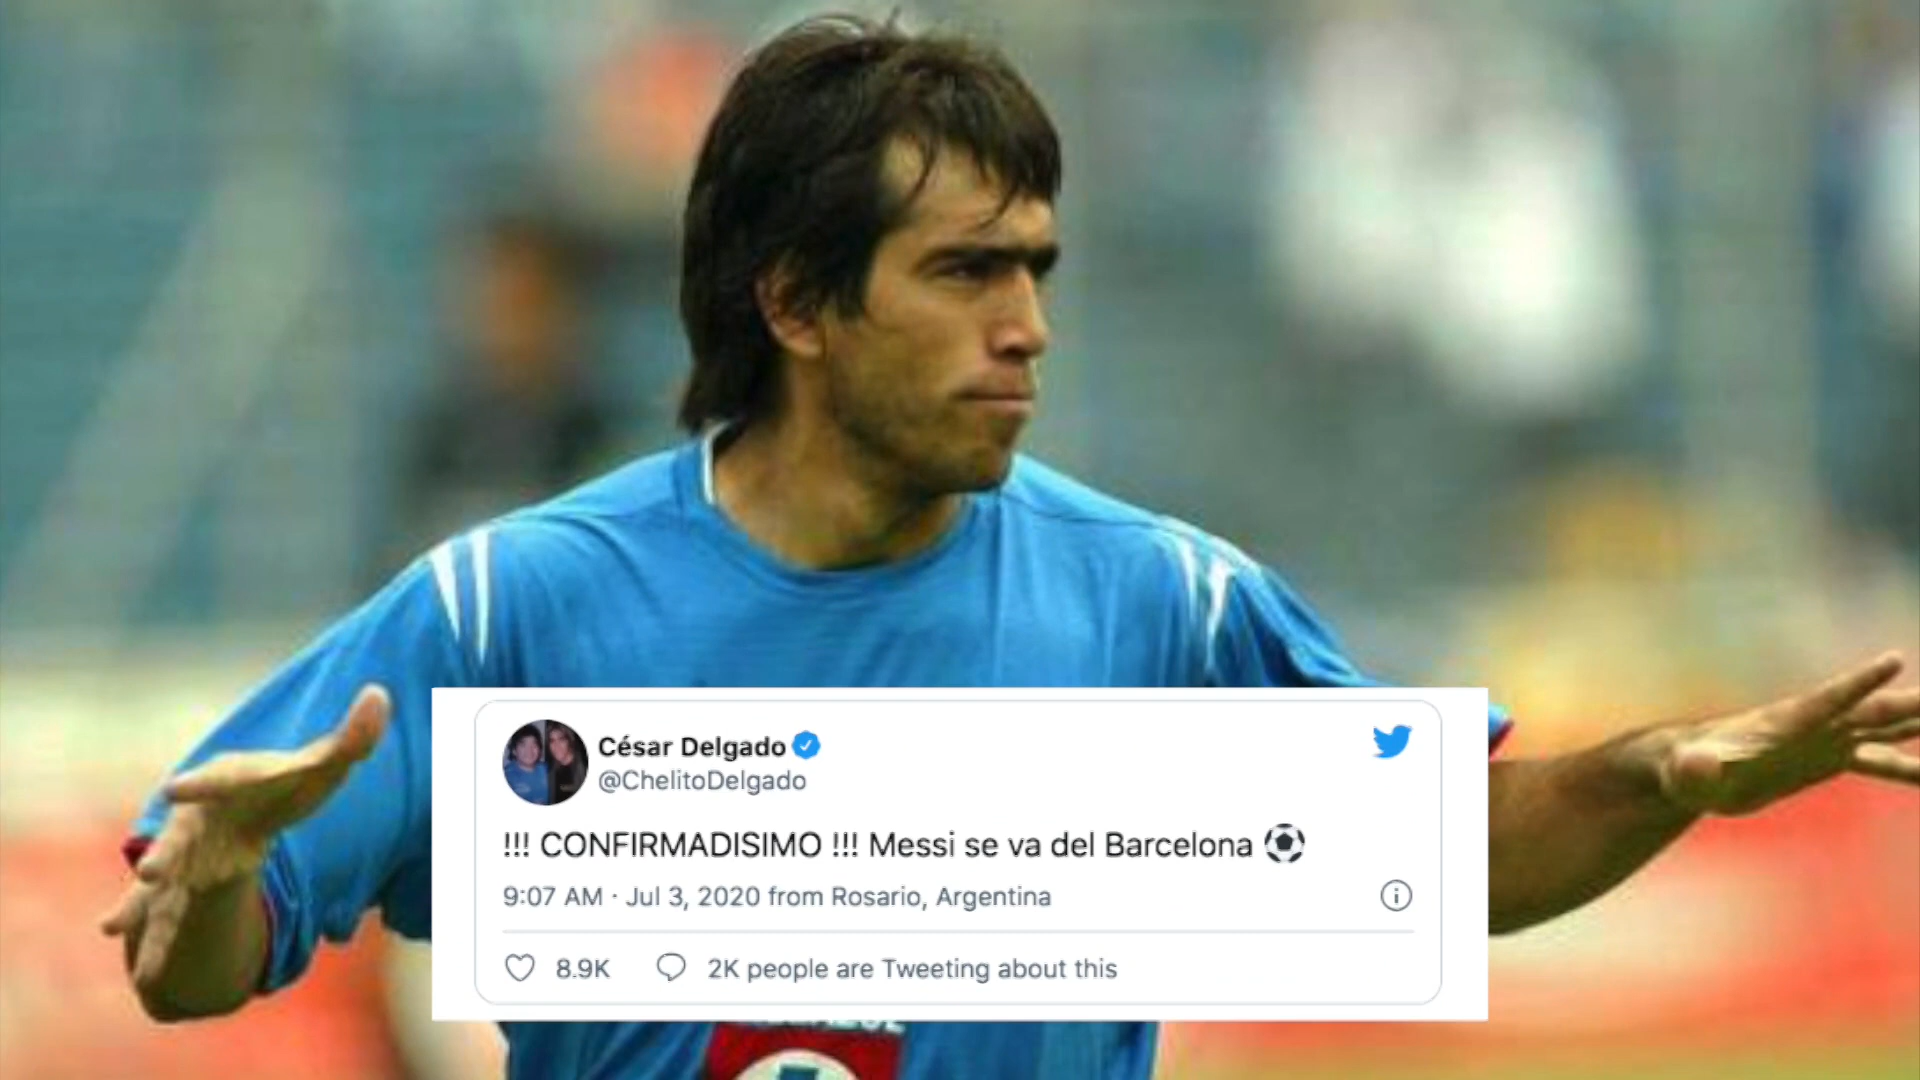 César Delgado
@ChelitoDelgado
!!! CONFIRMADISIMO !!! Messi se va del Barcelona ⚽
9:07 AM · Jul 3, 2020 from Rosario, Argentina
8.9K 2K people are Tweeting about this